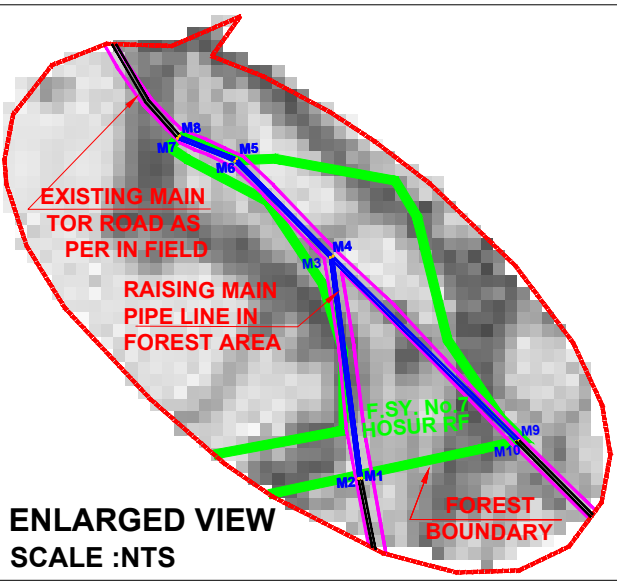 M8
M7
M5
M6
EXISTING MAIN
TOR ROAD AS
PER IN FIELD
M4
M3
RAISING MAIN
PIPE LINE IN
FOREST AREA
F.SY. No.7
HOSUR RF
M9
M10
M2
M1
FOREST
BOUNDARY
ENLARGED VIEW
SCALE :NTS